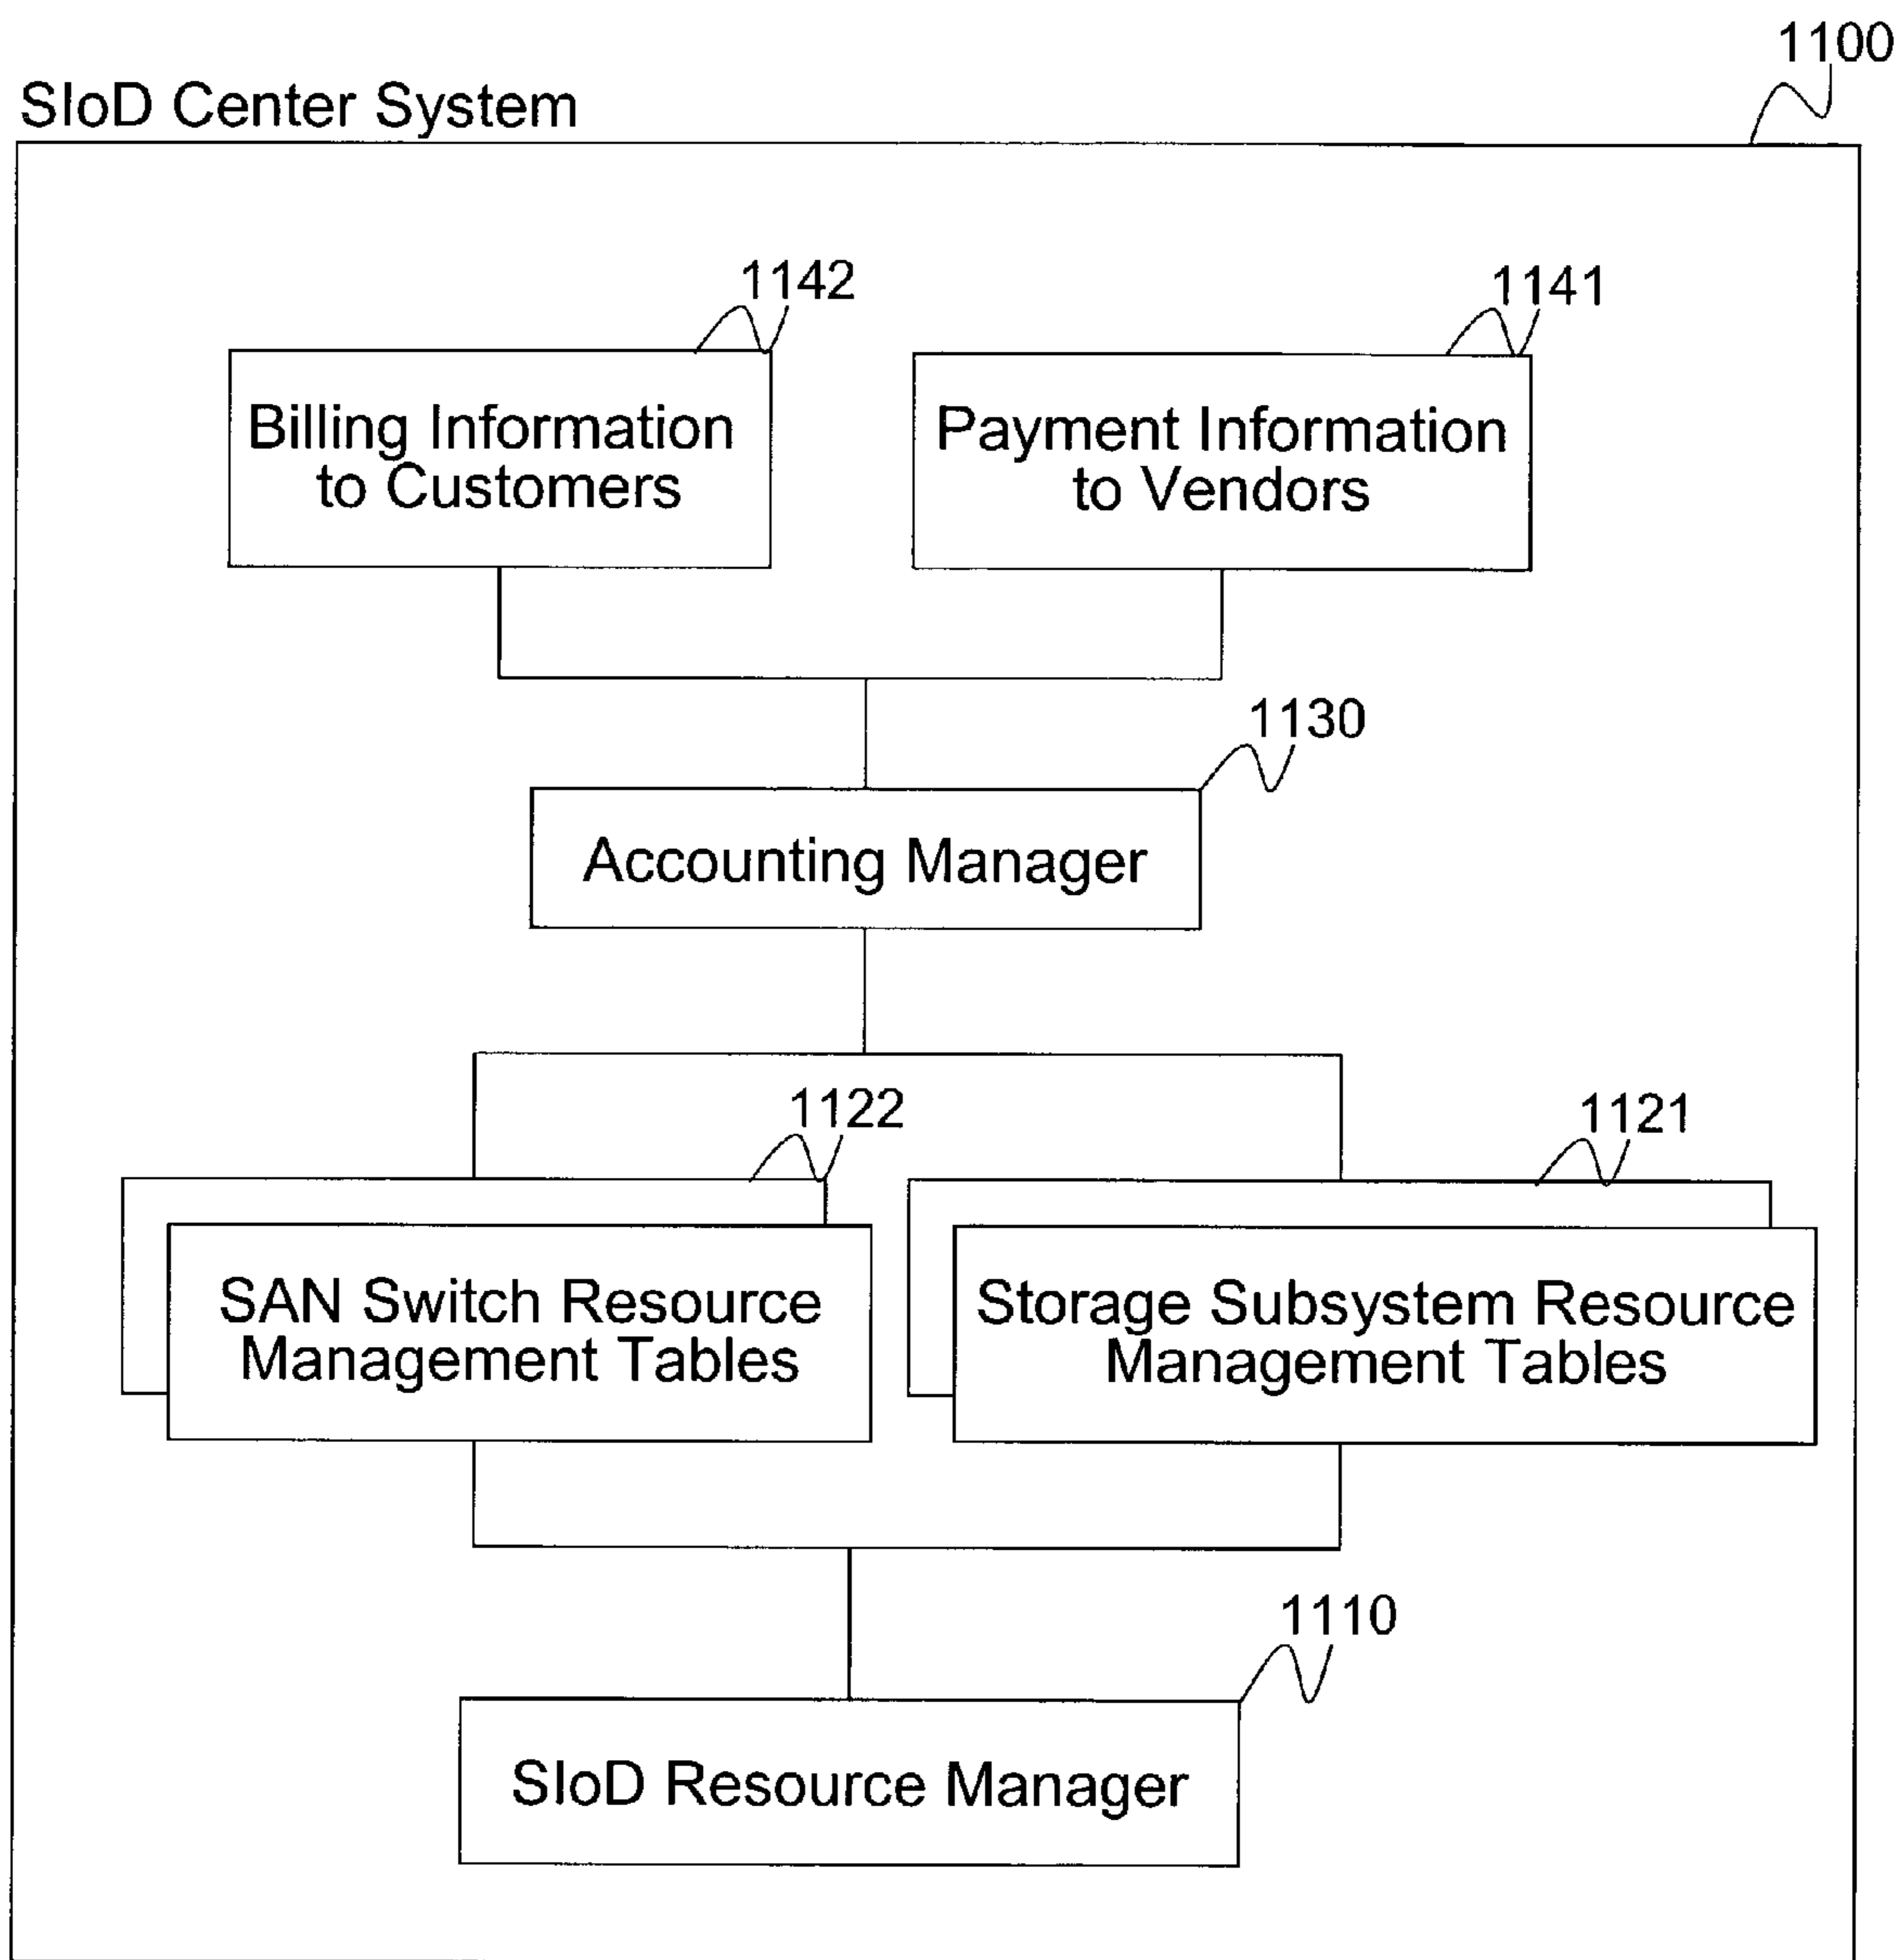 1100
SIoD Center System
1142
1141
Billing Information
to Customers
Payment Information
to Vendors
1130
Accounting Manager
1122
1121
SAN Switch Resource
Management Tables
Storage Subsystem Resource
Management Tables
1110
SIoD Resource Manager